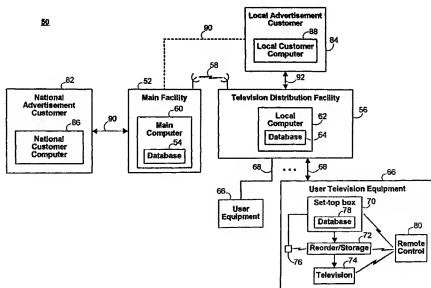 50
90
Local Advertisement
Customer
88
Local Customer
Computer
84
58
92
82
National Advertisement
Customer
86
National
Customer
Computer
90
52
Main Facility
60
Main
Computer
54
Database
Television Distribution Facility
56
Local
Computer
62
Database
64
68
68
66
User
Equipment
66
User Television Equipment
Set-top box
70
78
Database
72
Reorder/Storage
76
74
Television
80
Remote
Control